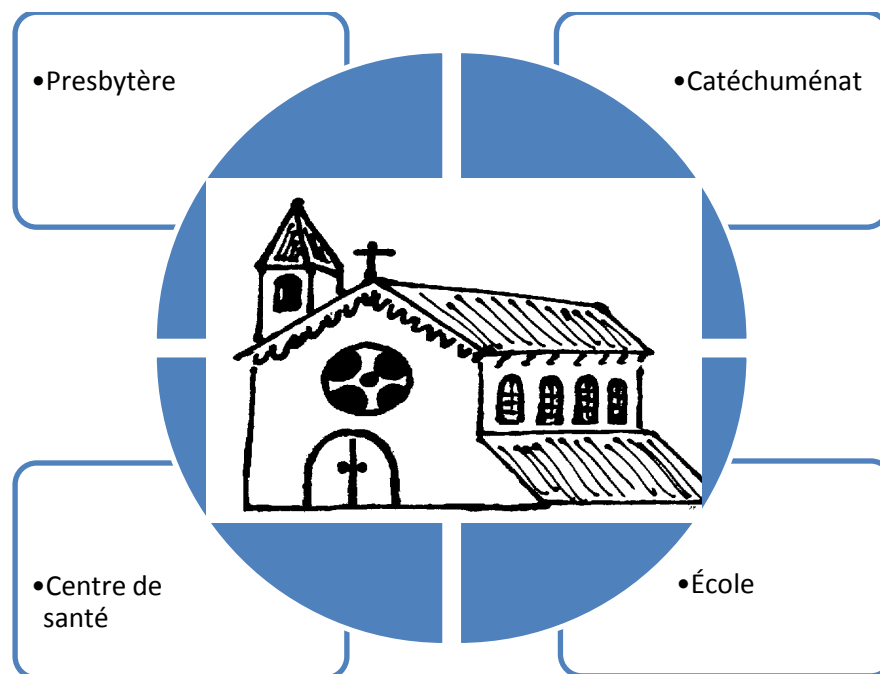 •Presbytère
•Catéchuménat
•Centre de
santé
•École